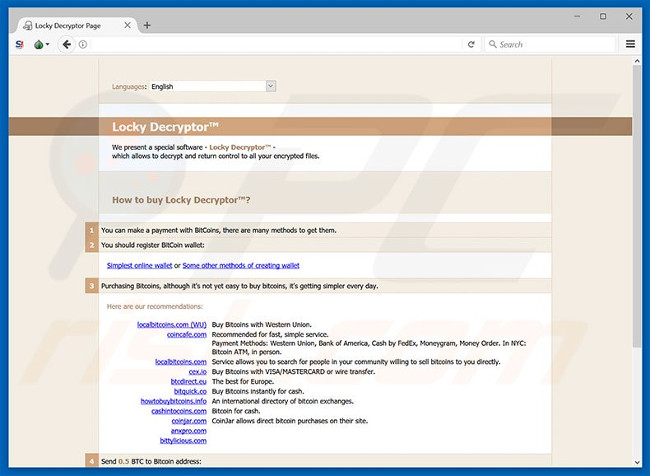 Locky Decryptor Page
Search
Languages: English
Locky Decryptor™
We present a special software - Locky Decryptor™ -
which allows to decrypt and return control to all your encrypted files.
How to buy Locky Decryptor™?
1 You can make a payment with BitCoins, there are many methods to get them.
2 You should register BitCoin wallet:
Simplest online wallet or Some other methods of creating wallet
3 Purchasing Bitcoins, although it's not yet easy to buy bitcoins, it's getting simpler every day.
Here are our recommendations:
localbitcoins.com (WU) Buy Bitcoins with Western Union.
coincafe.com Recommended for fast, simple service.
Payment Methods: Western Union, Bank of America, Cash by FedEx, Moneygram, Money Order. In NYC:
Bitcoin ATM, in person.
localbitcoins.com Service allows you to search for people in your community willing to sell bitcoins to you directly.
cex.io Buy Bitcoins with VISA/MASTERCARD or wire transfer.
btcdirect.eu The best for Europe.
bitquick.co Buy Bitcoins instantly for cash.
howtobuybitcoins.info An international directory of bitcoin exchanges.
cashintocoins.com Bitcoin for cash.
coinjar.com CoinJar allows direct bitcoin purchases on their site.
anxpro.com
bittylicious.com
4 Send 0.5 BTC to Bitcoin address:
PC
risk.com